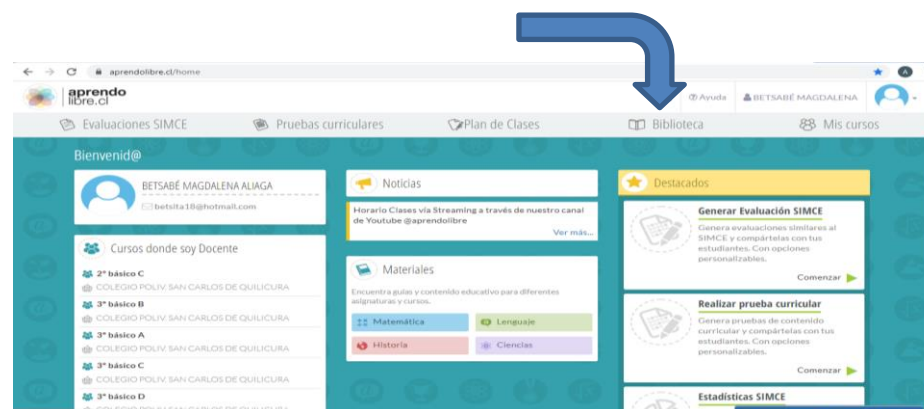 aprendolibre.cl/home
A
aprendo
libre.cl
Ayuda
BETSABÉ MAGDALENA
Evaluaciones SIMCE
Pruebas curriculares
Plan de Clases
Biblioteca
Mis cursos
Bienvenid@
BETSABÉ MAGDALENA ALIAGA
betsita18@hotmail.com
Cursos donde soy Docente
2° básico C
COLEGIO POLIV. SAN CARLOS DE QUILICURA
3° básico B
COLEGIO POLIV. SAN CARLOS DE QUILICURA
3° básico A
COLEGIO POLIV. SAN CARLOS DE QUILICURA
3° básico C
COLEGIO POLIV. SAN CARLOS DE QUILICURA
3° básico D
COLEGIO POLIV. SAN CARLOS DE QUILICURA
Noticias
Horario Clases vía Streaming a través de nuestro canal
de Youtube @aprendolibre
Ver más...
Materiales
Encuentra guías y contenido educativo para diferentes
asignaturas y cursos.
Matemática
Lenguaje
Historia
Ciencias
Destacados
Generar Evaluación SIMCE
Genera evaluaciones similares al
SIMCE y compártelas con tus
estudiantes. Con opciones
personalizables.
Comenzar
Realizar prueba curricular
Genera pruebas de contenido
curricular y compártelas con tus
estudiantes. Con opciones
personalizables.
Comenzar
Estadísticas SIMCE